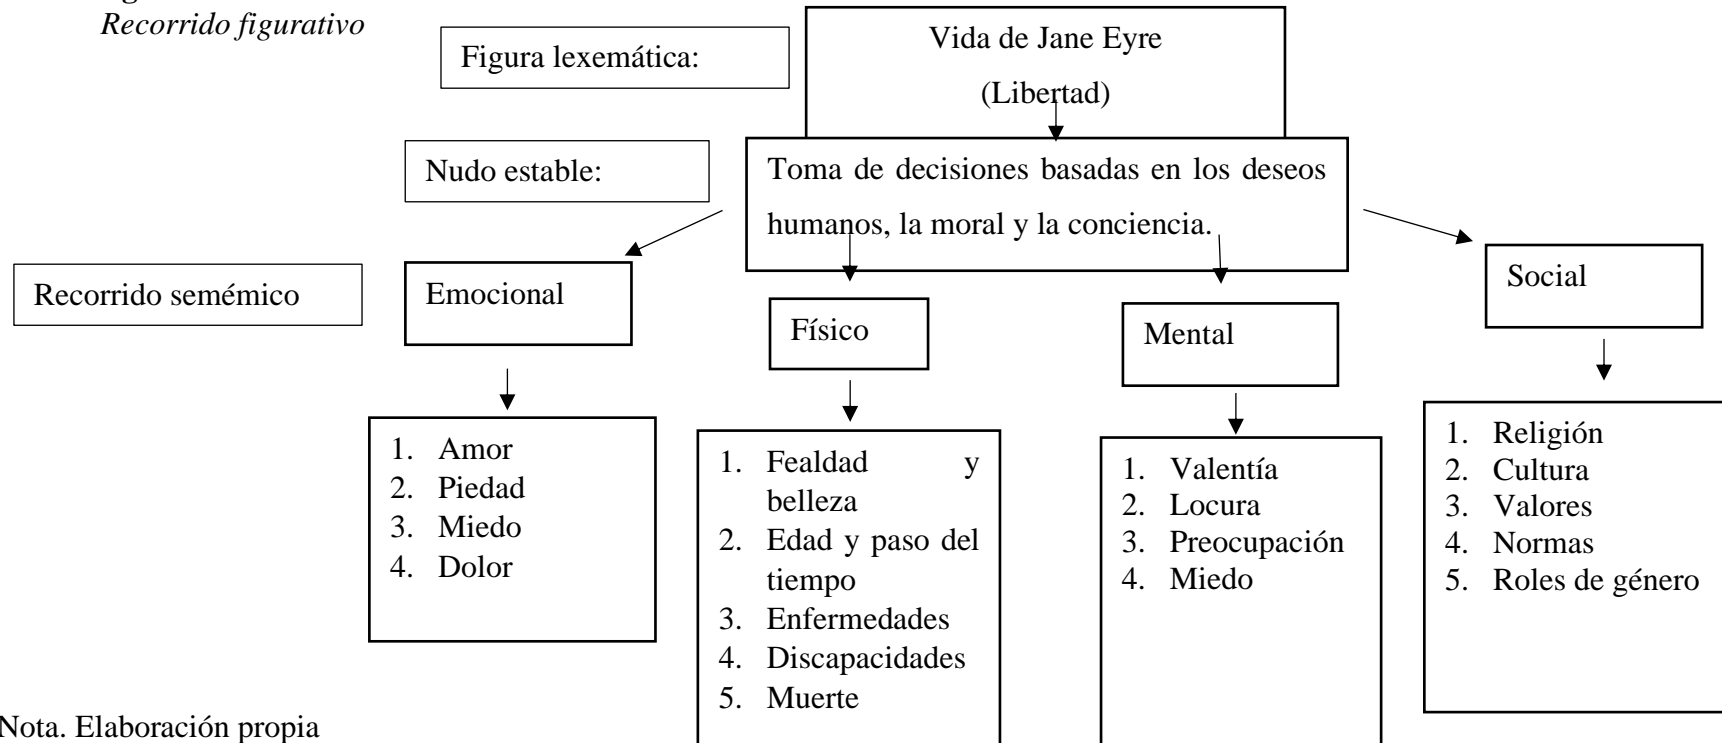 Recorrido figurativo
Figura lexemática:
Vida de Jane Eyre
(Libertad)
Nudo estable:
Toma de decisiones basadas en los deseos
humanos, la moral y la conciencia.
Recorrido semémico
Emocional
Físico
Mental
Social
1. Amor
2. Piedad
3. Miedo
4. Dolor
1. Fealdad y
belleza
2. Edad y paso del
tiempo
3. Enfermedades
4. Discapacidades
5. Muerte
1. Valentía
2. Locura
3. Preocupación
4. Miedo
1. Religión
2. Cultura
3. Valores
4. Normas
5. Roles de género
Nota. Elaboración propia